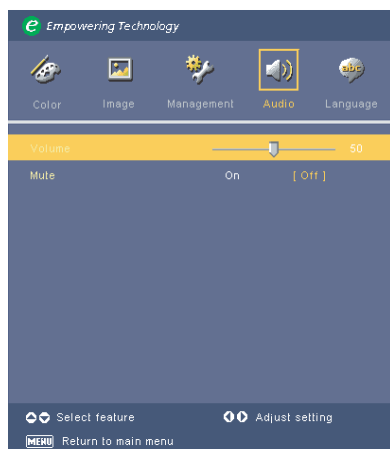 e Empowering Technology
abc
Color Image Management Audio Language
Volume 50
Mute On [ Off ]
Select feature Adjust setting
MENU Return to main menu